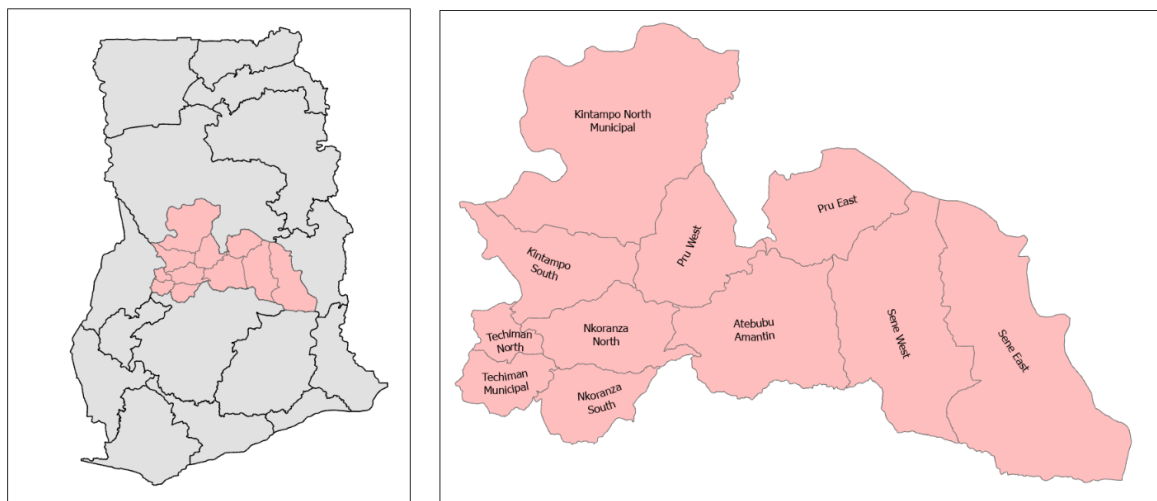 Kintampo North
Municipal
Pru East
Pru West
Kintampo
South
Techiman
North
Nkoranza
North
Atebubu
Amantin
Sene West
Sene East
Techiman
Municipal
Nkoranza
South